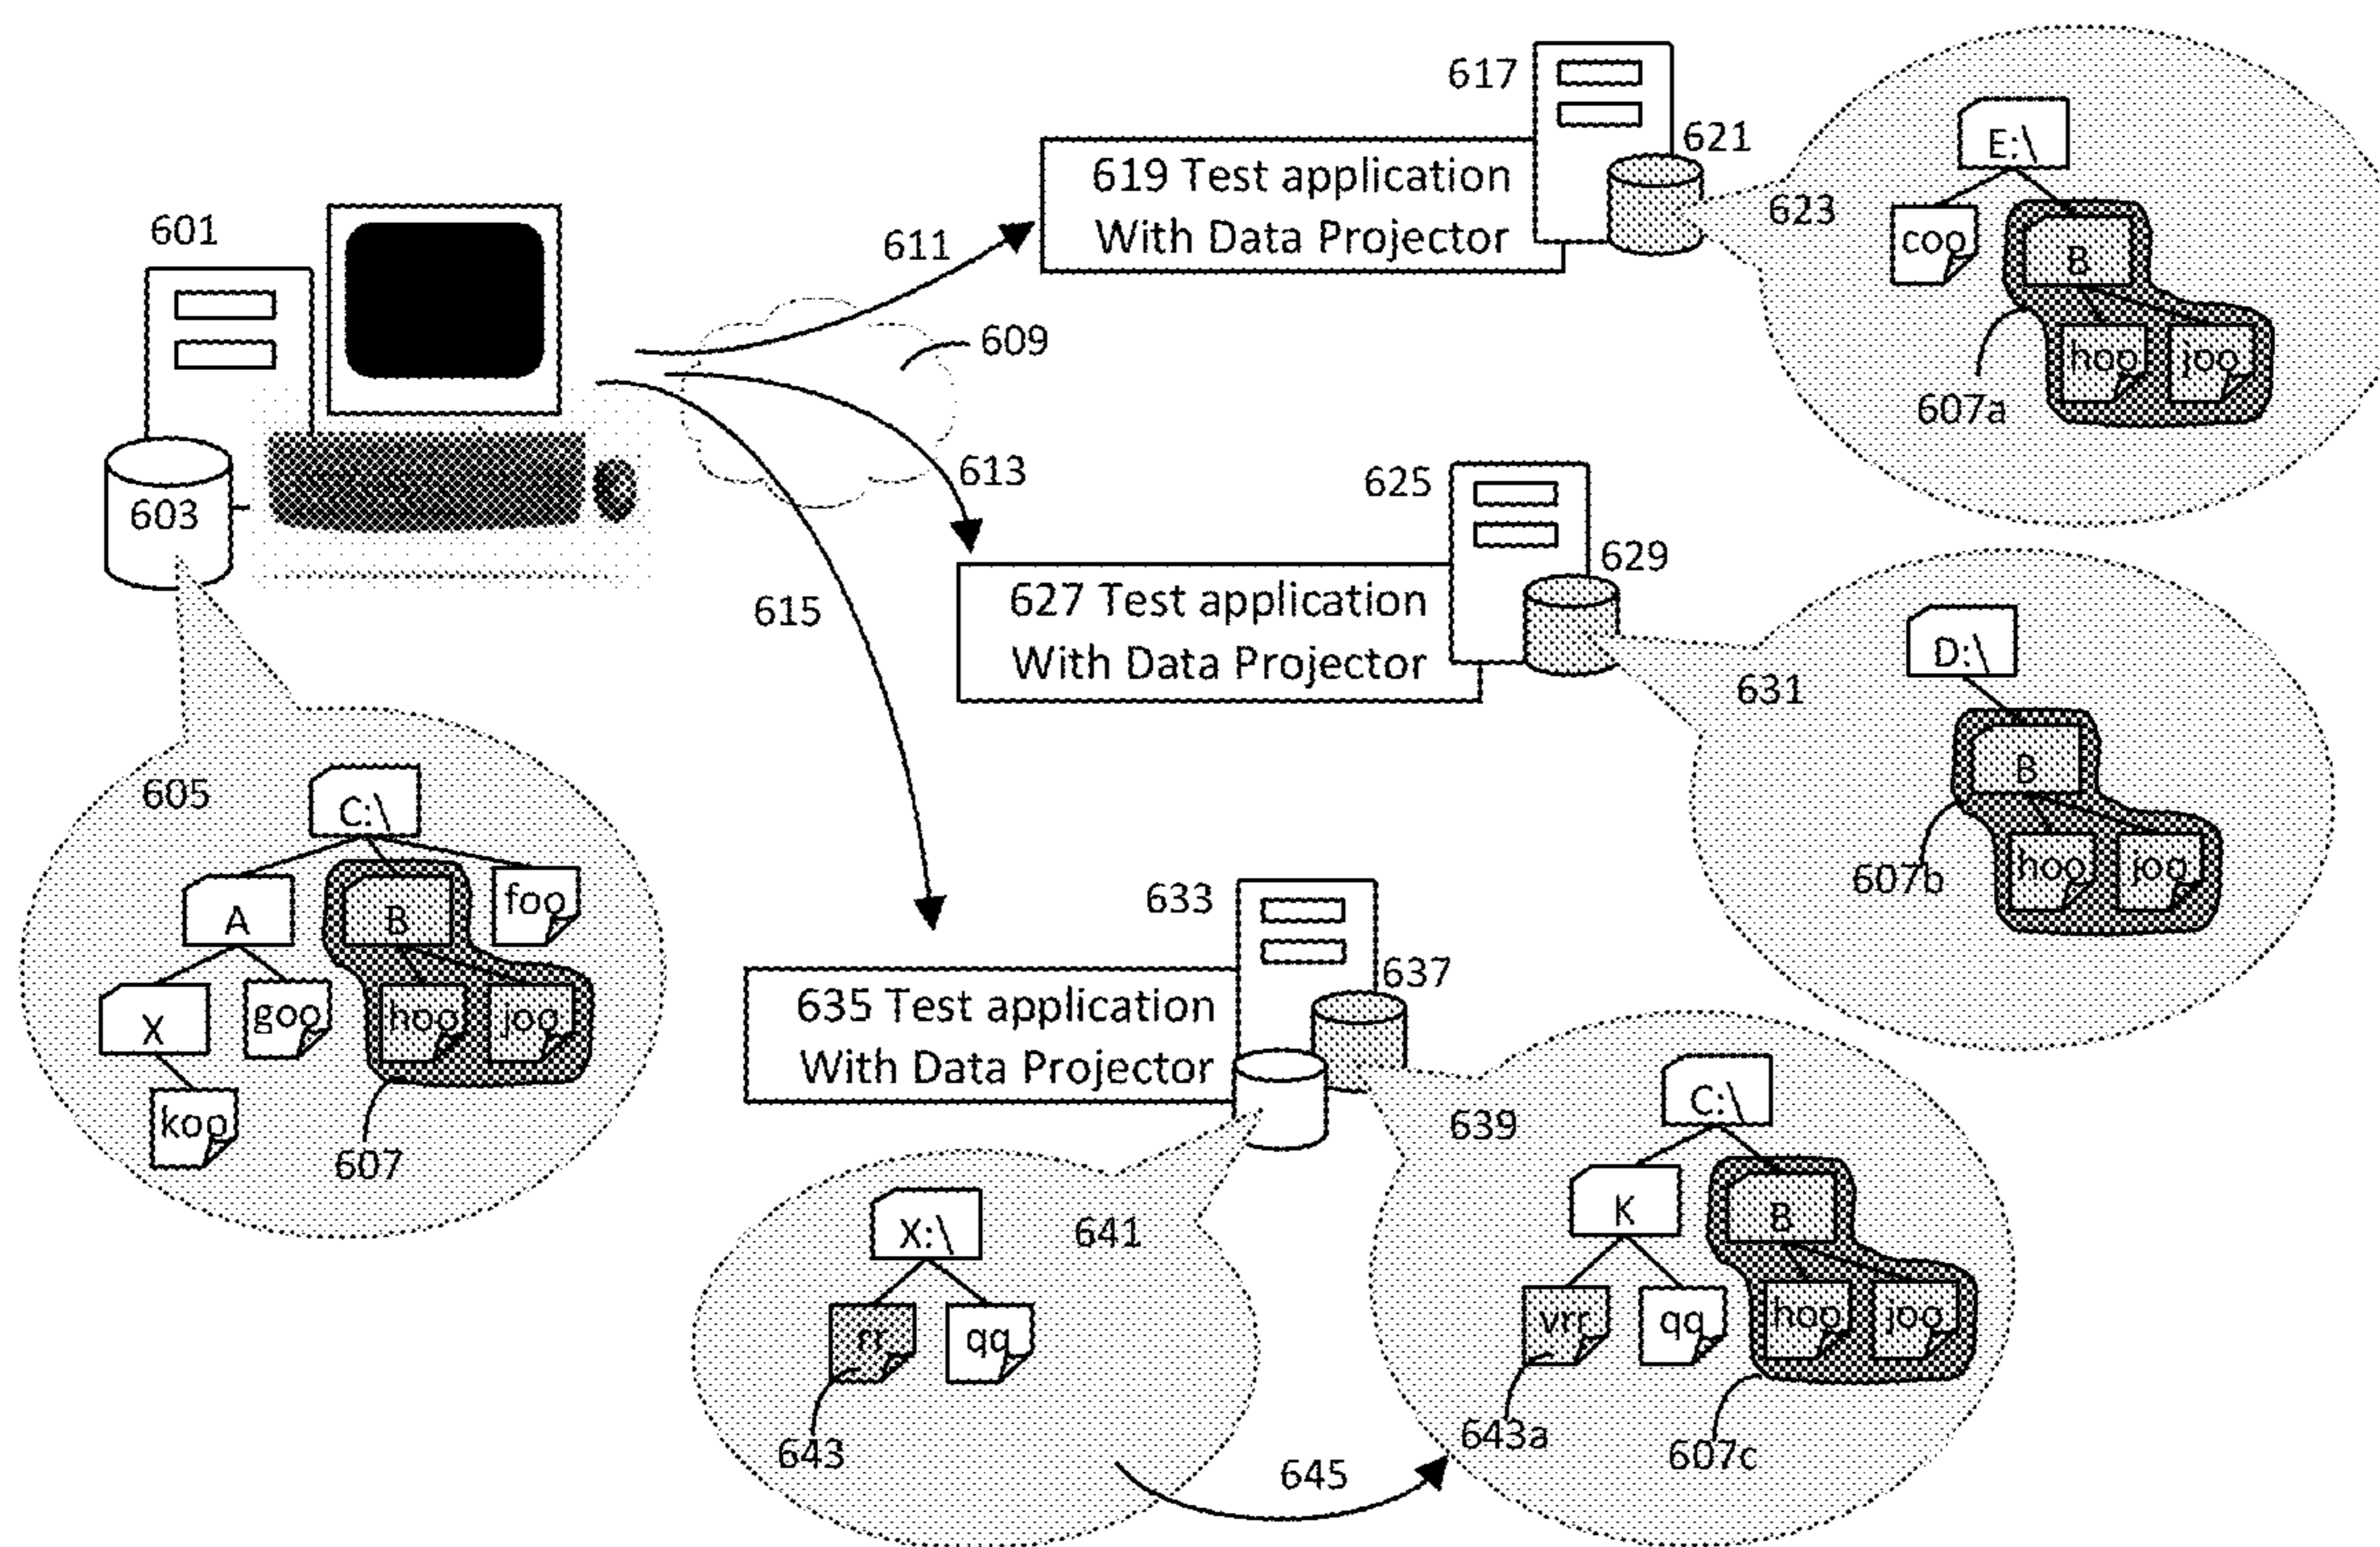 617
621
619 Test application
With Data Projector
E:\
623
coo
B
hoo
joo
607a
601
611
609
603
613
625
629
627 Test application
With Data Projector
D:\
631
B
hoo
joo
607b
615
605
C:\
A
B
foo
X
goo
hoo
joo
koo
607
633
637
635 Test application
With Data Projector
639
C:\
K
B
vrr
qq
hoo
joo
643a
607c
641
X:\
rr
qq
643
645